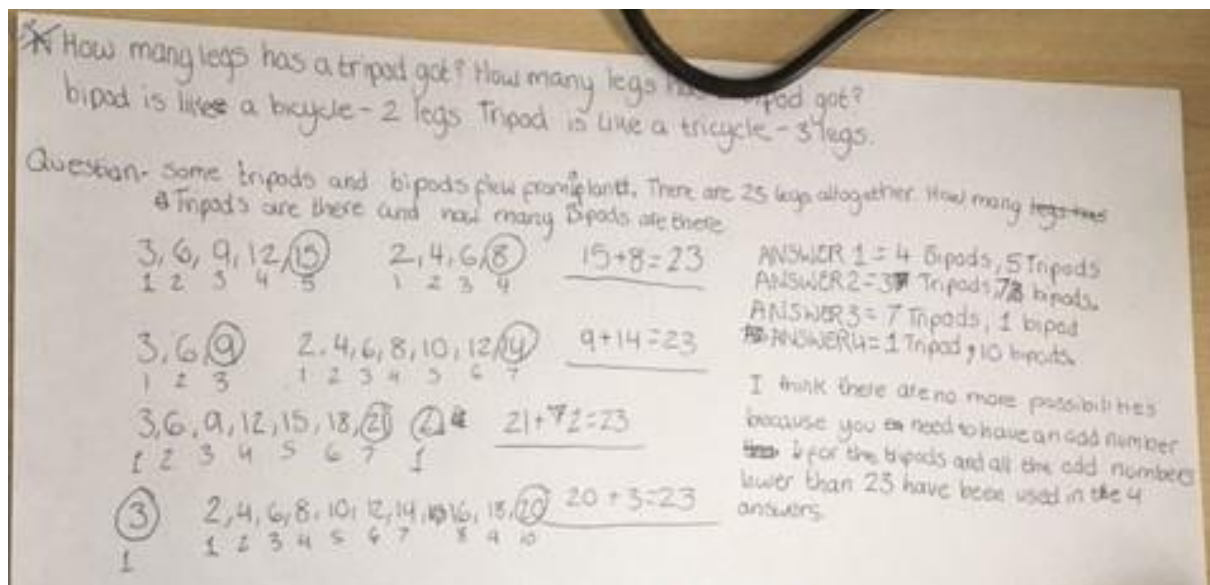 How many legs has a tripod got? How many legs has a bipod got?
bipod is like a bicycle - 2 legs Tripod is like a tricycle - 3 legs.
Question - Some tripods and bipods flew from planet. There are 23 legs altogether. How many
Tripods are there and how many Bipods are there
3, 6, 9, 12, 15
1 2 3 4 5
2, 4, 6, 8
1 2 3 4
15+8=23
3, 6, 9
1 2 3
2, 4, 6, 8, 10, 12, 14
1 2 3 4 5 6 7
9+14=23
3, 6, 9, 12, 15, 18, 21
1 2 3 4 5 6 7
2
1
21+2=23
3
1
2, 4, 6, 8, 10, 12, 14, 16, 18, 20
1 2 3 4 5 6 7 8 9 10
20+3=23
ANSWER 1 = 4 Bipods, 5 Tripods
ANSWER 2 = 3 Tripods, 7 bipods.
ANSWER 3 = 7 Tripods, 1 bipod
ANSWER 4 = 1 Tripod, 10 bipods.
I think there are no more possibilities
because you need to have an odd number
for the tripods and all the odd numbers
lower than 23 have been used in the 4
answers.